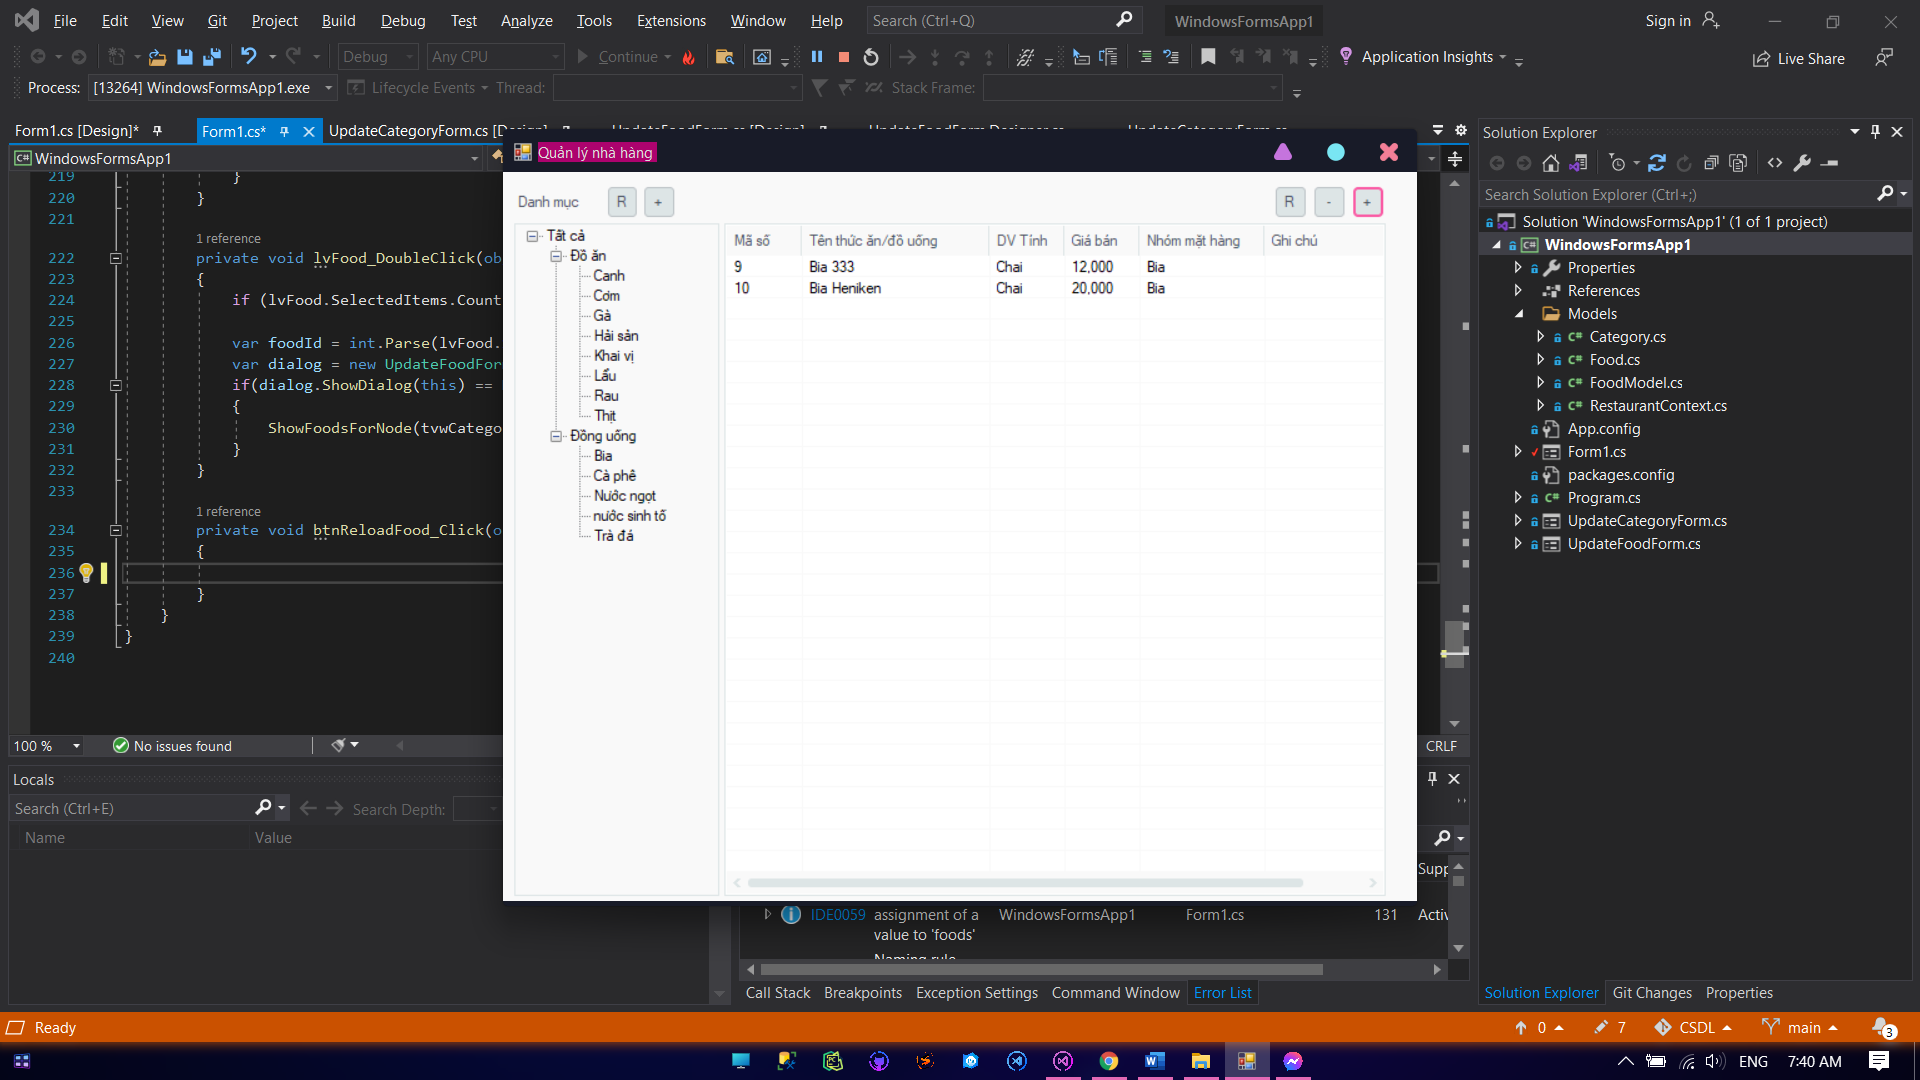 File Edit View Git Project Build Debug Test Analyze Tools Extensions Window Help Search (Ctrl+Q) WindowsFormsApp1 Sign in
Debug Any CPU Continue Application Insights Live Share
Process: [13264] WindowsFormsApp1.exe Lifecycle Events Thread: Stack Frame:
Form1.cs [Design]* Form1.cs* UpdateCategoryForm.cs [Design]
WindowsFormsApp1
219 }
220 }
221
1 reference
222 private void lvFood_DoubleClick(ob
223 {
224 if (lvFood.SelectedItems.Count
225
226 var foodId = int.Parse(lvFood.
227 var dialog = new UpdateFoodFor
228 if(dialog.ShowDialog(this) ==
229 {
230 ShowFoodsForNode(tvwCatego
231 }
232 }
233
1 reference
234 private void btnReloadFood_Click(o
235 {
236
237 }
238 }
239 }
240
100 % No issues found CRLF
Locals
Search (Ctrl+E) Search Depth:
Name Value
Quản lý nhà hàng
Danh mục R + R - +
Tất cả
Đồ ăn
Canh
Cơm
Gà
Hải sản
Khai vị
Lẩu
Rau
Thịt
Đồng uống
Bia
Cà phê
Nước ngọt
nước sinh tố
Trà đá
Mã số Tên thức ăn/đồ uống DV Tính Giá bán Nhóm mặt hàng Ghi chú
9 Bia 333 Chai 12,000 Bia
10 Bia Heniken Chai 20,000 Bia
Supp
IDE0059 assignment of a value to 'foods' WindowsFormsApp1 Form1.cs 131 Activ
Naming rule
Call Stack Breakpoints Exception Settings Command Window Error List
Solution Explorer
Search Solution Explorer (Ctrl+;)
Solution 'WindowsFormsApp1' (1 of 1 project)
WindowsFormsApp1
Properties
References
Models
C# Category.cs
C# Food.cs
C# FoodModel.cs
C# RestaurantContext.cs
App.config
Form1.cs
packages.config
C# Program.cs
UpdateCategoryForm.cs
UpdateFoodForm.cs
Solution Explorer Git Changes Properties
Ready 0 7 CSDL main 3
ENG 7:40 AM